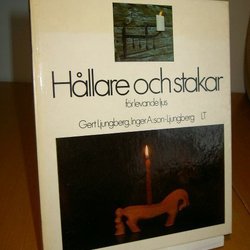 Hållare och stakar
för levande ljus
Gert Ljungberg, Inger A:son-Ljungberg LT